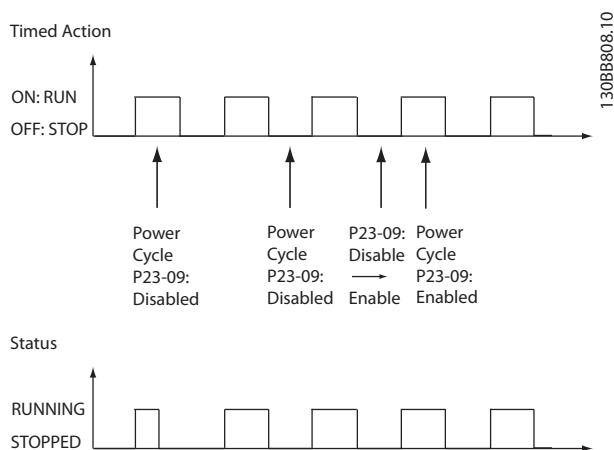 Timed Action
130BB808.10
ON: RUN
OFF: STOP
Power
Cycle
P23-09:
Disabled
Power
Cycle
P23-09:
Disabled
P23-09:
Disable
Enable
Power
Cycle
P23-09:
Enabled
Status
RUNNING
STOPPED